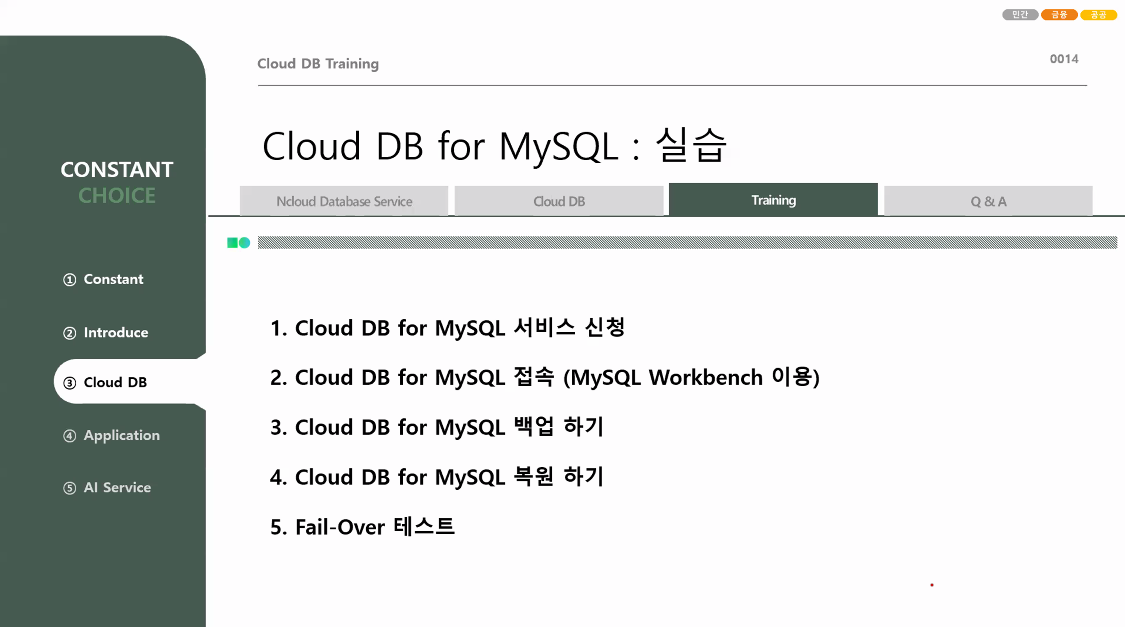 민간 금융 공공
Cloud DB Training
0014
CONSTANT
CHOICE
① Constant
② Introduce
③ Cloud DB
④ Application
⑤ AI Service
Cloud DB for MySQL : 실습
Ncloud Database Service
Cloud DB
Training
Q & A
1. Cloud DB for MySQL 서비스 신청
2. Cloud DB for MySQL 접속 (MySQL Workbench 이용)
3. Cloud DB for MySQL 백업 하기
4. Cloud DB for MySQL 복원 하기
5. Fail-Over 테스트